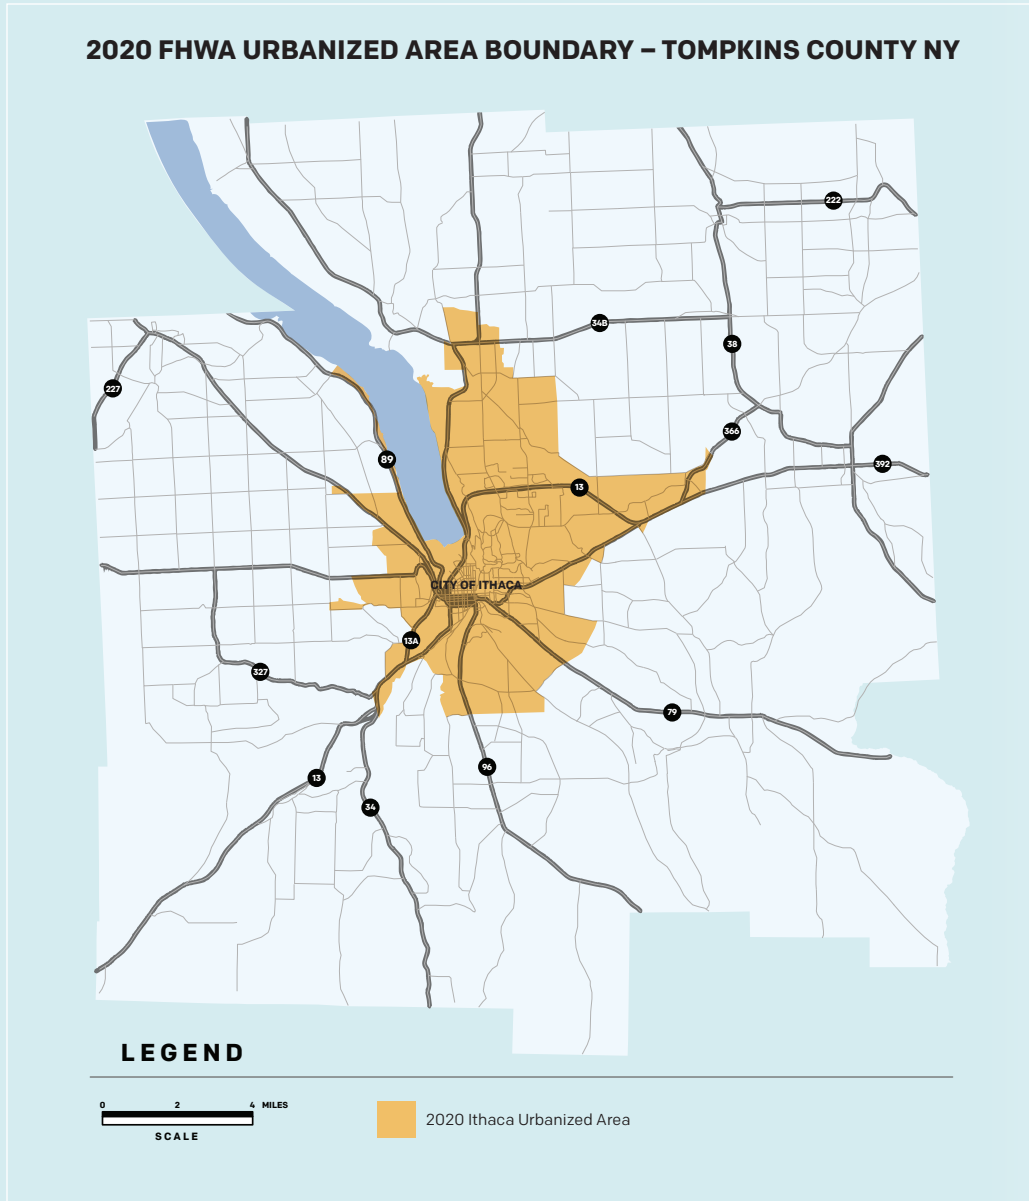 2020 FHWA URBANIZED AREA BOUNDARY – TOMPKINS COUNTY NY
222
34B
38
227
366
89
392
13
CITY OF ITHACA
13A
327
79
96
13
34
LEGEND
0 2 4 MILES
SCALE
2020 Ithaca Urbanized Area